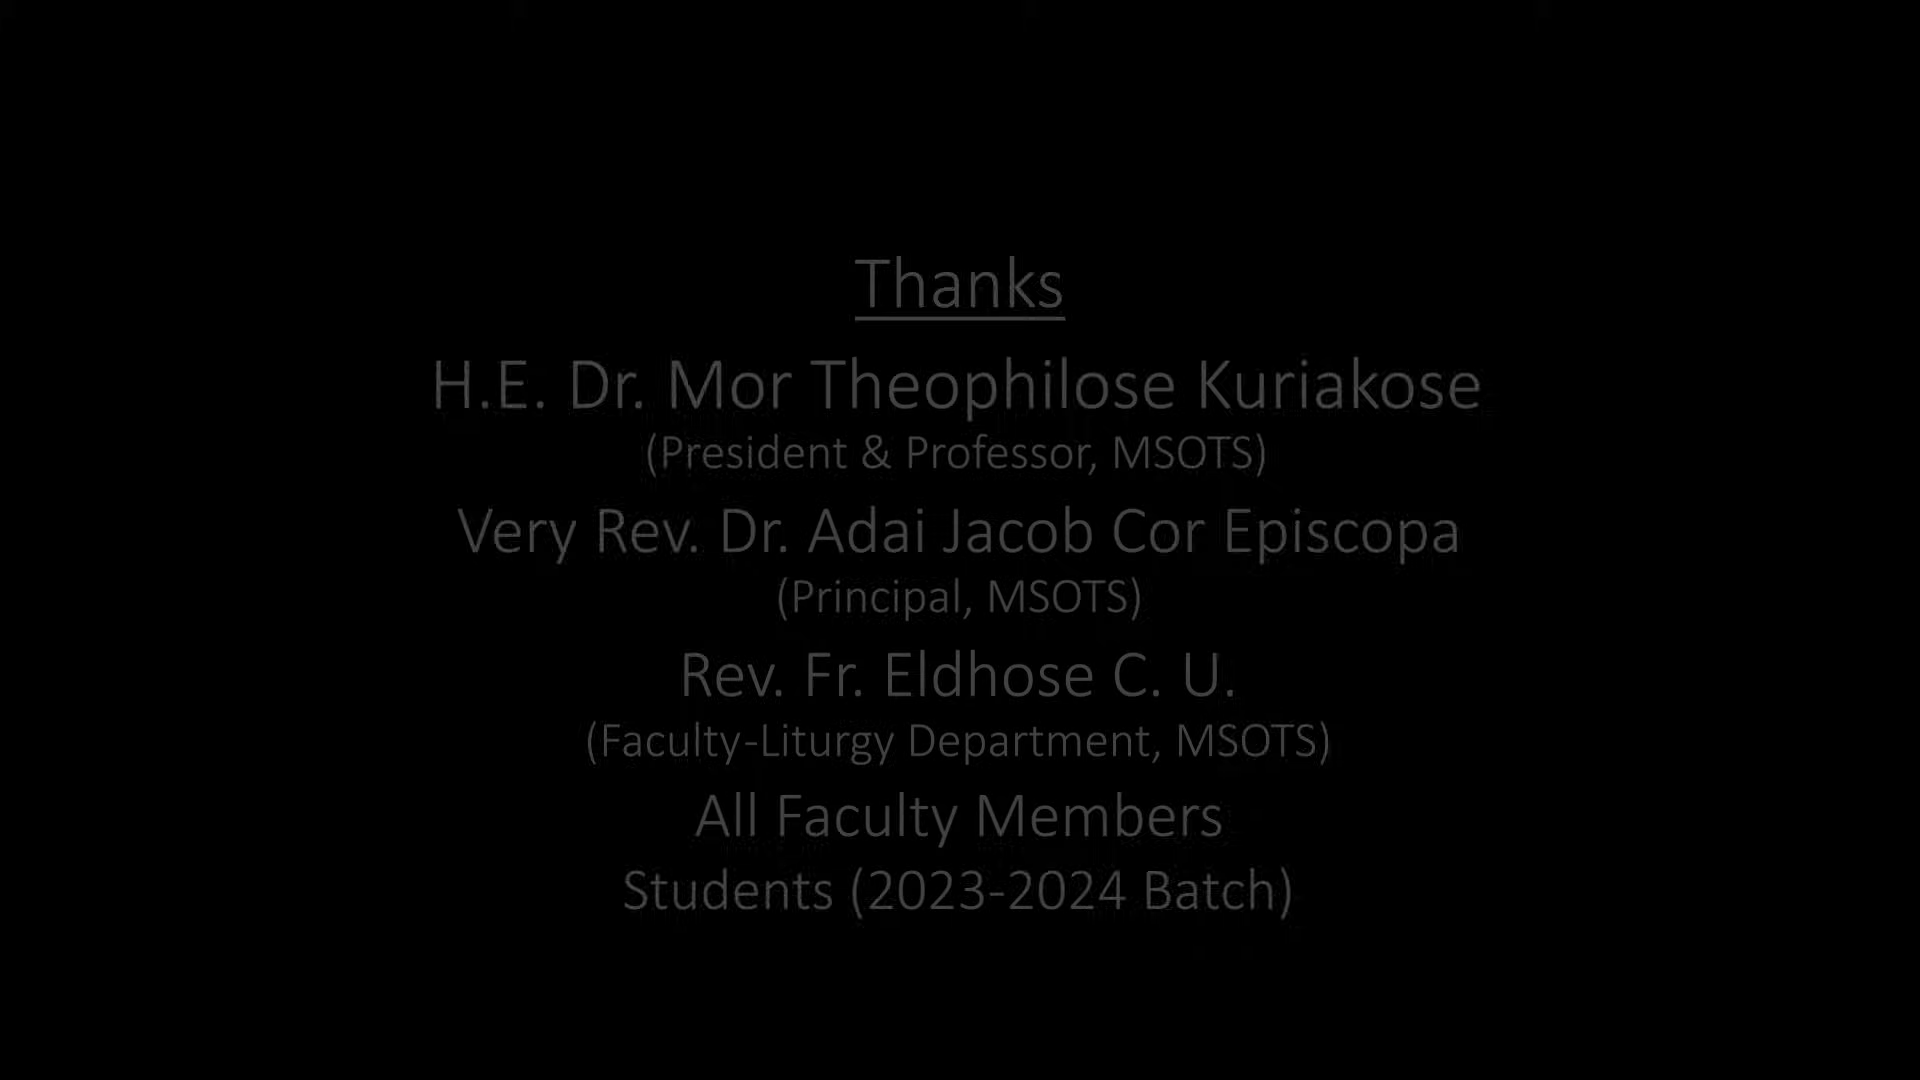 Thanks
H.E. Dr. Mor Theophilose Kuriakose
(President & Professor, MSOTS)
Very Rev. Dr. Adai Jacob Cor Episcopa
(Principal, MSOTS)
Rev. Fr. Eldhose C. U.
(Faculty-Liturgy Department, MSOTS)
All Faculty Members
Students (2023-2024 Batch)